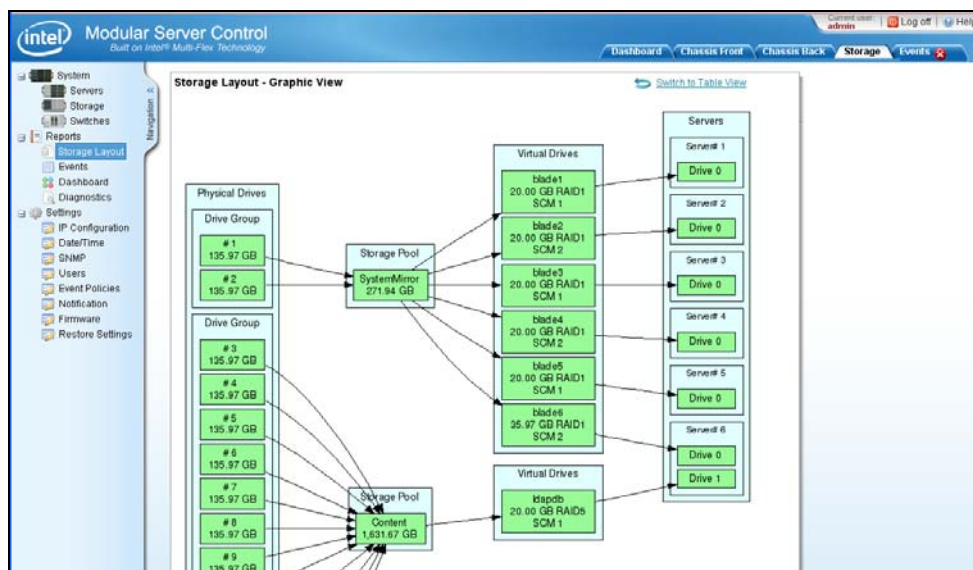 intel
Modular Server Control
Built on Intel® Multi-Flex Technology
Current user:
admin
Log off
Help
Dashboard
Chassis Front
Chassis Back
Storage
Events
System
Servers
Storage
Switches
Reports
Storage Layout
Events
Dashboard
Diagnostics
Settings
IP Configuration
Date/Time
SNMP
Users
Event Policies
Notification
Firmware
Restore Settings
Navigation
Storage Layout - Graphic View
Switch to Table View
Physical Drives
Drive Group
# 1
135.97 GB
# 2
135.97 GB
Drive Group
# 3
135.97 GB
# 4
135.97 GB
# 5
135.97 GB
# 6
135.97 GB
# 7
135.97 GB
# 8
135.97 GB
# 9
135.97 GB
Storage Pool
SystemMirror
271.94 GB
Storage Pool
Content
1,631.67 GB
Virtual Drives
blade1
20.00 GB RAID1
SCM 1
blade2
20.00 GB RAID1
SCM 2
blade3
20.00 GB RAID1
SCM 1
blade4
20.00 GB RAID1
SCM 2
blade5
20.00 GB RAID1
SCM 1
blade6
35.97 GB RAID1
SCM 2
Virtual Drives
ldapdb
20.00 GB RAID5
SCM 1
Servers
Server# 1
Drive 0
Server# 2
Drive 0
Server# 3
Drive 0
Server# 4
Drive 0
Server# 5
Drive 0
Server# 6
Drive 0
Drive 1